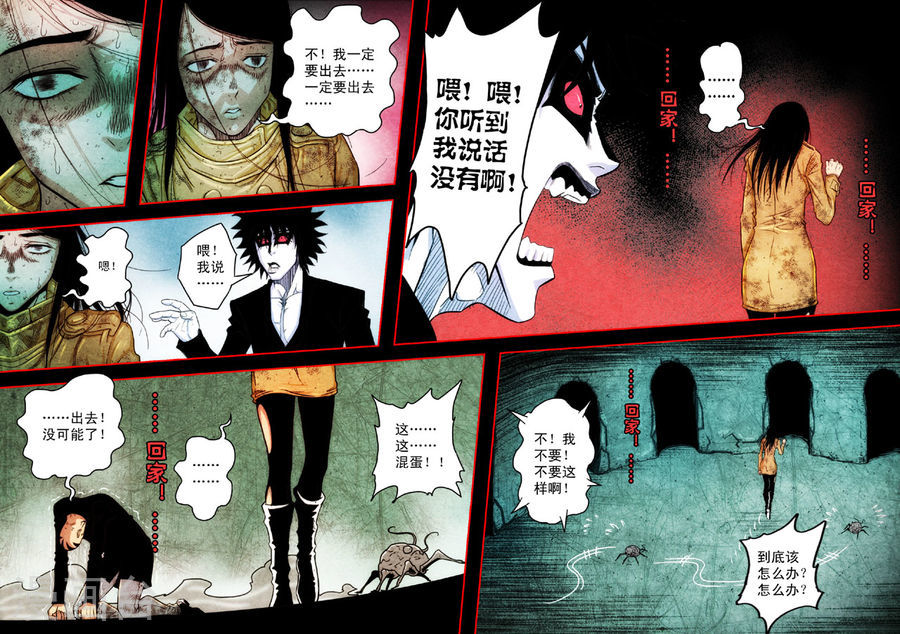 不！我一定
要出去……
一定要出去
……
喂！
我说……
嗯！
喂！喂！
你听到
我说话
没有啊！
……回家！……
………
………
……回家！……
……出去！
没可能了！
……回家！……
………
………
这……
这……
混蛋！！
不！我
不要！
不要这
样啊！
……回家！……
到底该
怎么办？
怎么办？